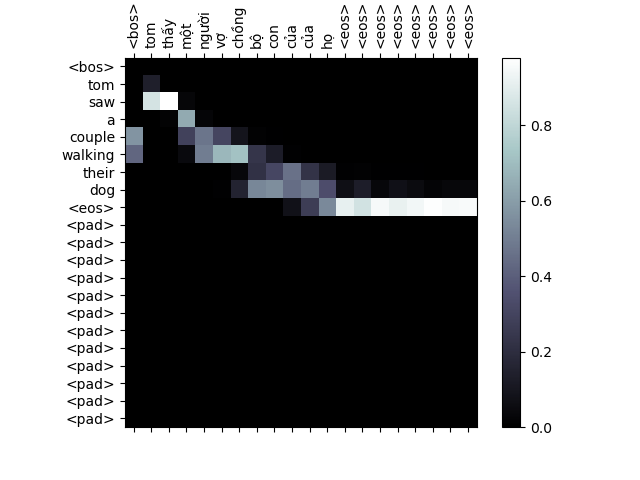 <bos> tom thấy một người vợ chồng bộ con của của họ <eos> <eos> <eos> <eos> <eos> <eos> <eos> <eos>
<bos>
tom
saw
a
couple
walking
their
dog
<eos>
<pad>
<pad>
<pad>
<pad>
<pad>
<pad>
<pad>
<pad>
<pad>
<pad>
<pad>
<pad>
0.8
0.6
0.4
0.2
0.0